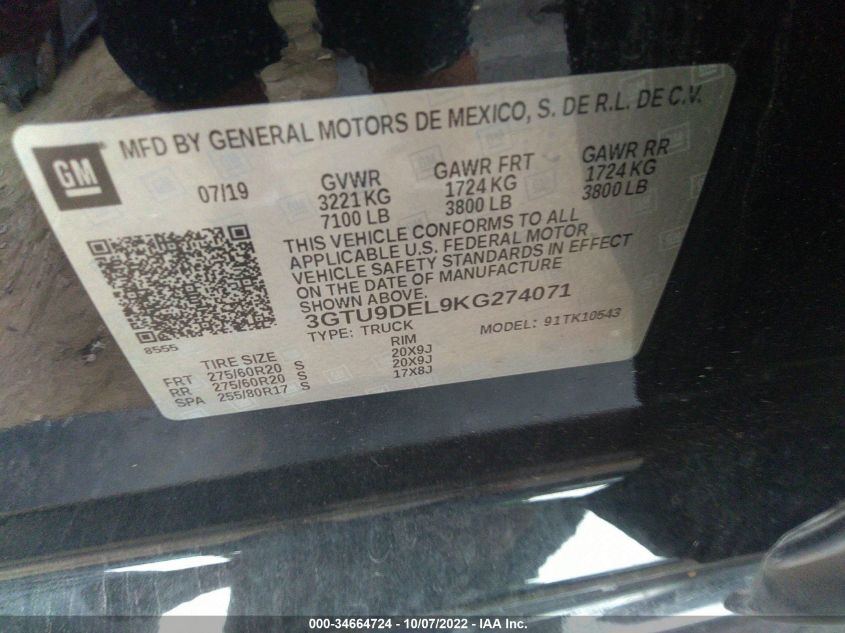 MFD BY GENERAL MOTORS DE MEXICO, S. DE R.L. DE C.V.
GM
07/19
GVWR
3221 KG
7100 LB
GAWR FRT
1724 KG
3800 LB
GAWR RR
1724 KG
3800 LB
THIS VEHICLE CONFORMS TO ALL
APPLICABLE U.S. FEDERAL MOTOR
VEHICLE SAFETY STANDARDS IN EFFECT
ON THE DATE OF MANUFACTURE
SHOWN ABOVE.
3GTU9DEL9KG274071
TYPE: TRUCK
MODEL: 91TK10543
8555
TIRE SIZE RIM
FRT 275/60R20 S 20X9J
RR 275/60R20 S 20X9J
SPA 255/80R17 S 17X8J
000-34664724 - 10/07/2022 - IAA Inc.